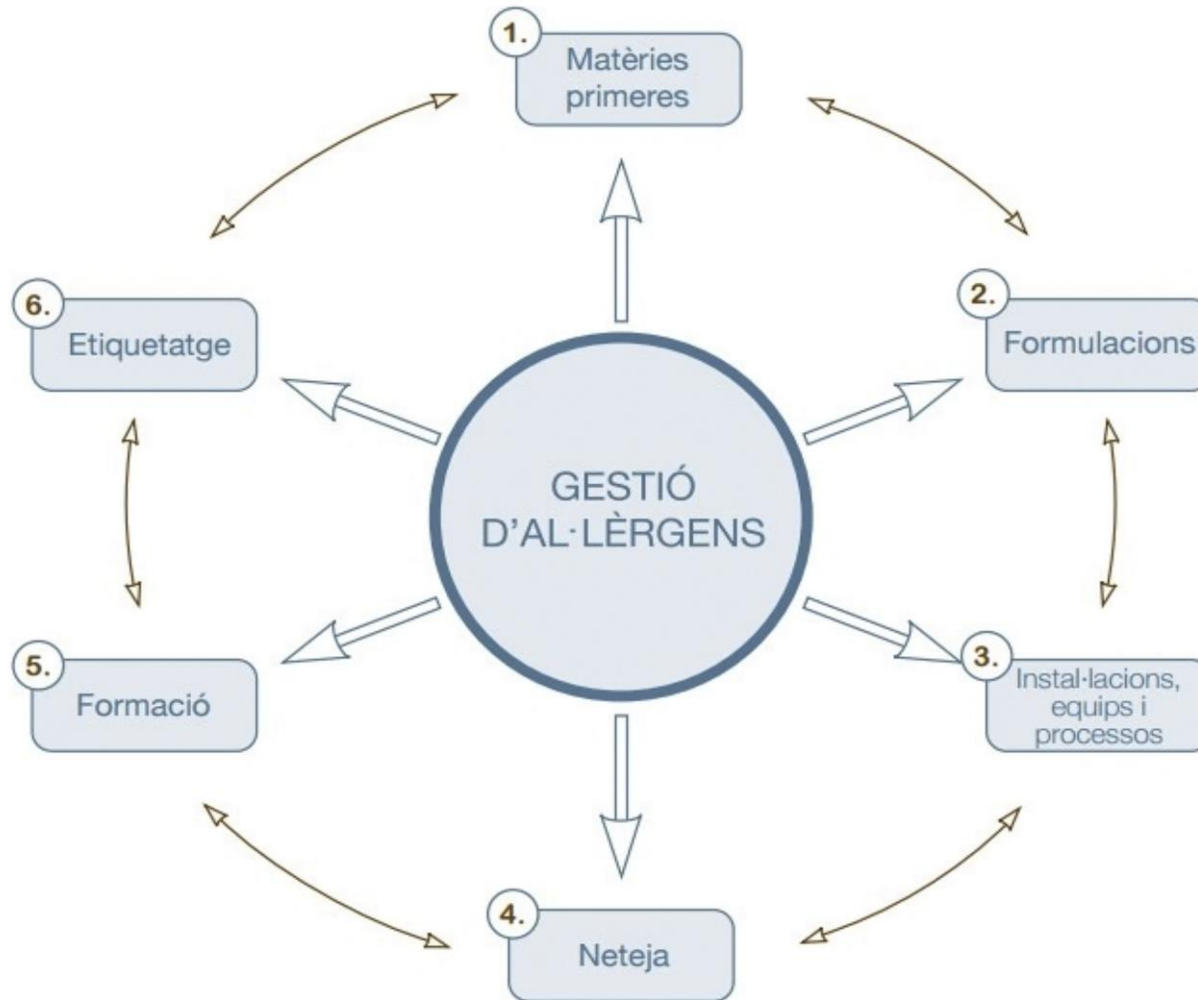 1.
Matèries
primeres
2.
Formulacions
3.
Instal·lacions,
equips i
processos
4.
Neteja
5.
Formació
6.
Etiquetatge
GESTIÓ
D'AL·LÈRGENS